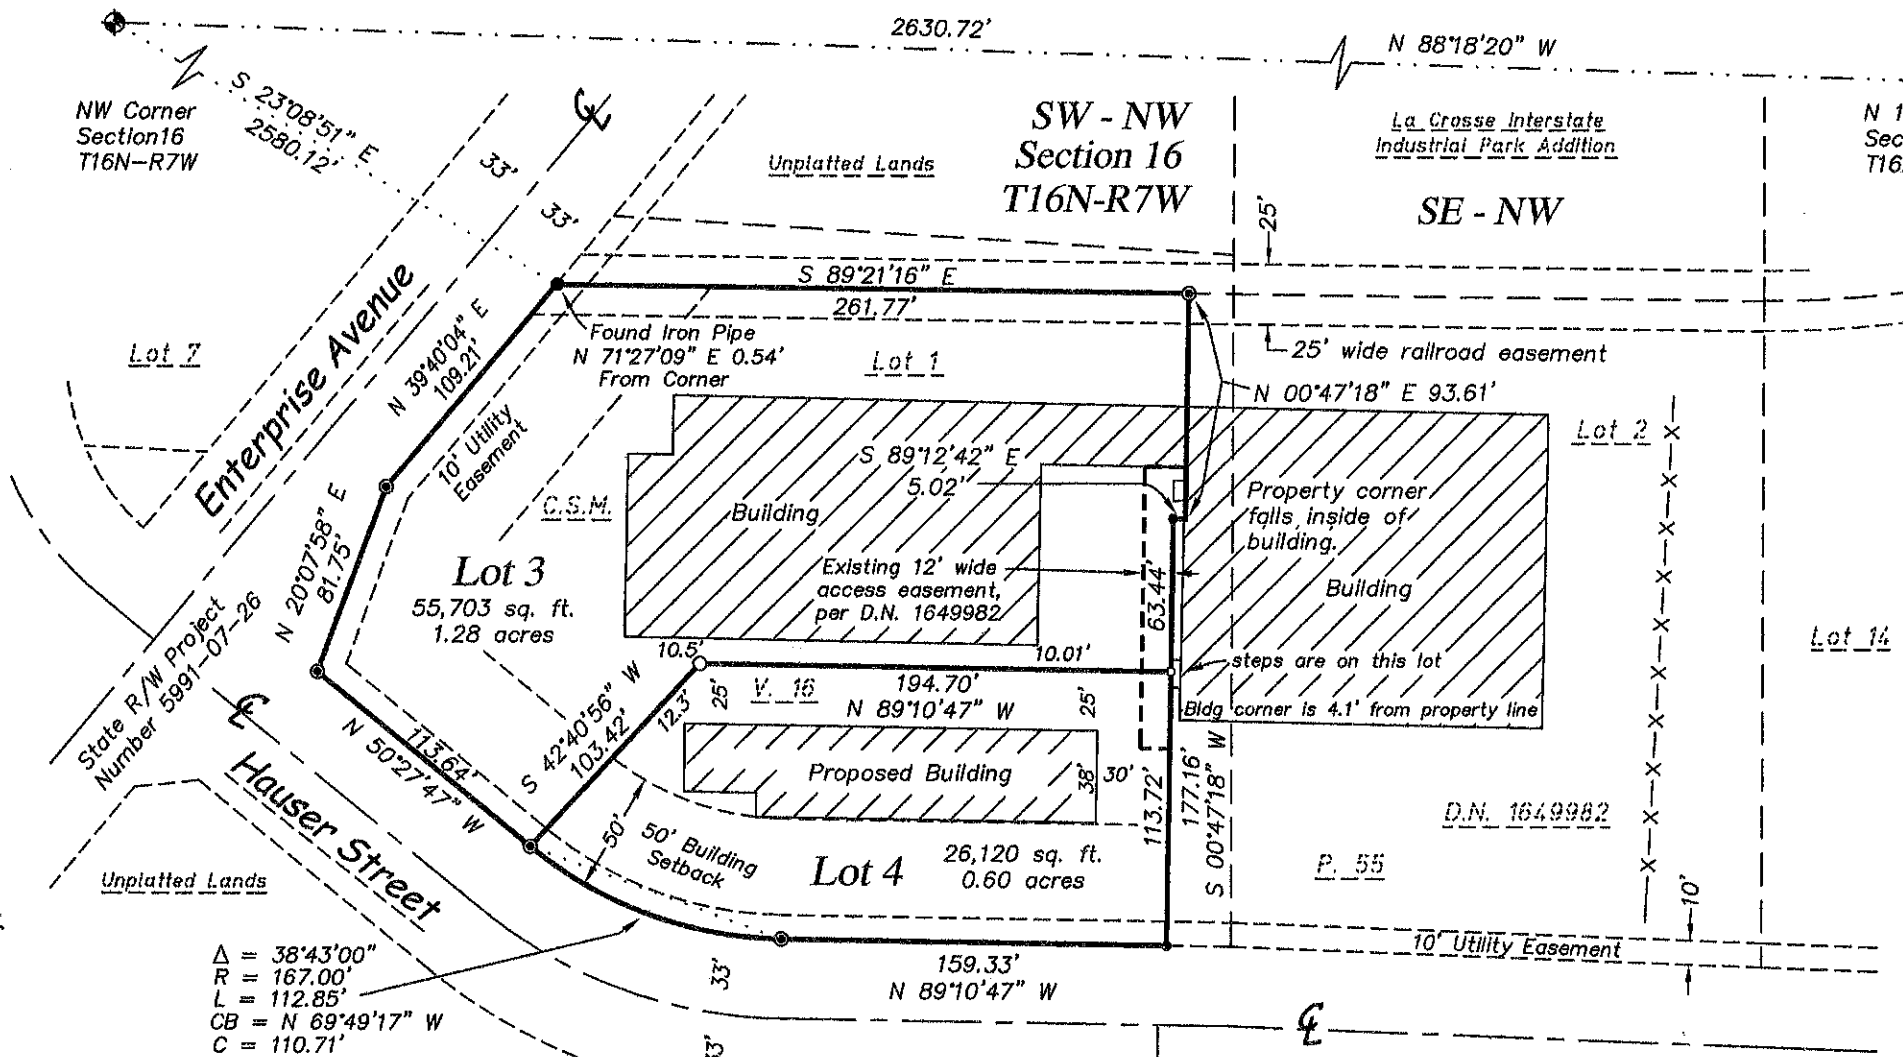 2630.72'
N 88°18'20" W
NW Corner
Section16
T16N-R7W
S 23°08'51" E
2580.12'
33'
33'
SW - NW
Section 16
T16N-R7W
Unplatted Lands
La Crosse Interstate
Industrial Park Addition
SE - NW
25'
N 1
Sec
T16
S 89°21'16" E
261.77'
Found Iron Pipe
N 71°27'09" E 0.54'
From Corner
Lot 1
25' wide railroad easement
N 00°47'18" E 93.61'
Lot 7
Enterprise Avenue
N 39°40'04" E
109.21'
10' Utility
Easement
C.S.M.
S 89°12'42" E
5.02'
Building
Property corner
falls inside of
building.
Lot 2
Lot 3
55,703 sq. ft.
1.28 acres
Existing 12' wide
access easement,
per D.N. 1649982
63.44'
Building
N 20°07'58" E
81.75'
State R/W Project
Number 5991-07-26
10.5'
10.01'
steps are on this lot
Lot 14
194.70'
N 89°10'47" W
V. 16
25'
25'
Bldg corner is 4.1' from property line
12.3'
S 42°40'56" W
103.42'
113.64'
N 50°27'47" W
Proposed Building
38'
30'
113.72'
177.16'
S 00°47'18" W
D.N. 1649982
Hauser Street
50'
50' Building
Setback
Lot 4
26,120 sq. ft.
0.60 acres
P. 55
Unplatted Lands
10'
10' Utility Easement
Δ = 38°43'00"
R = 167.00'
L = 112.85'
CB = N 69°49'17" W
C = 110.71'
33'
159.33'
N 89°10'47" W
33'